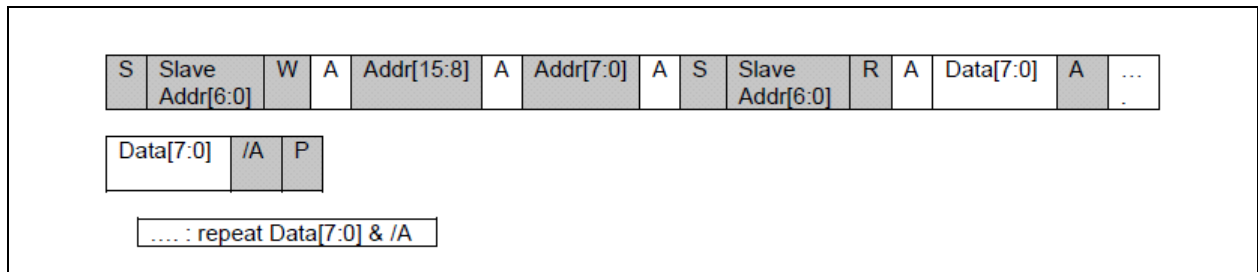 S Slave Addr[6:0] W A Addr[15:8] A Addr[7:0] A S Slave Addr[6:0] R A Data[7:0] A ... .
Data[7:0] /A P
.... : repeat Data[7:0] & /A